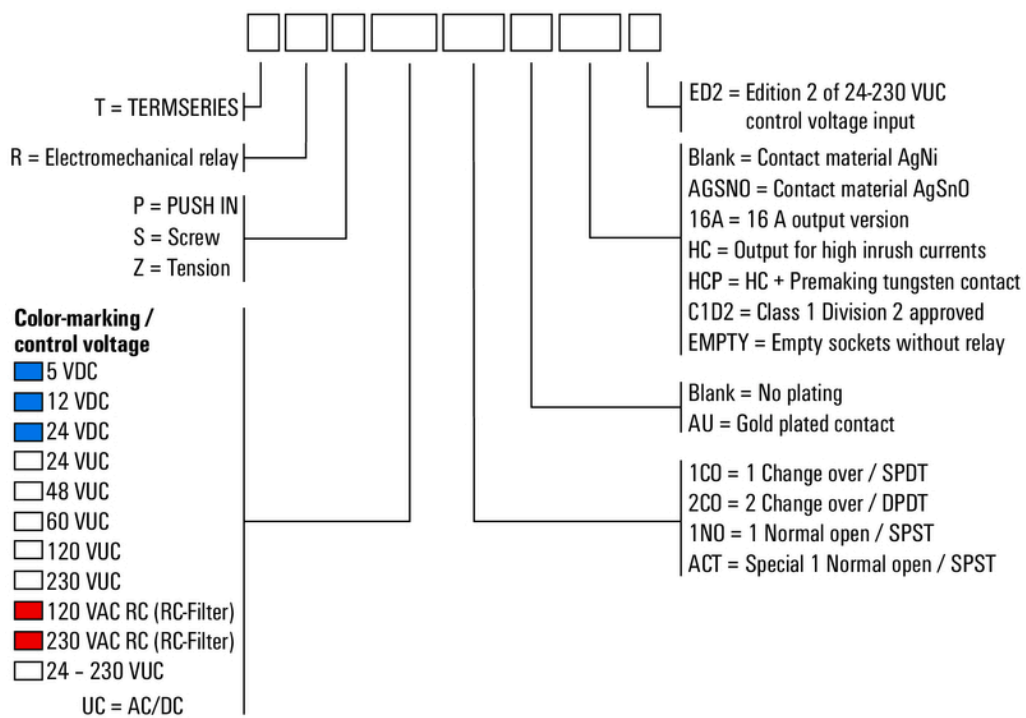 T = TERMSERIES
R = Electromechanical relay
P = PUSH IN
S = Screw
Z = Tension
Color-marking /
control voltage
5 VDC
12 VDC
24 VDC
24 VUC
48 VUC
60 VUC
120 VUC
230 VUC
120 VAC RC (RC-Filter)
230 VAC RC (RC-Filter)
24 – 230 VUC
UC = AC/DC
ED2 = Edition 2 of 24-230 VUC
control voltage input
Blank = Contact material AgNi
AGSNO = Contact material AgSnO
16A = 16 A output version
HC = Output for high inrush currents
HCP = HC + Premaking tungsten contact
C1D2 = Class 1 Division 2 approved
EMPTY = Empty sockets without relay
Blank = No plating
AU = Gold plated contact
1CO = 1 Change over / SPDT
2CO = 2 Change over / DPDT
1NO = 1 Normal open / SPST
ACT = Special 1 Normal open / SPST